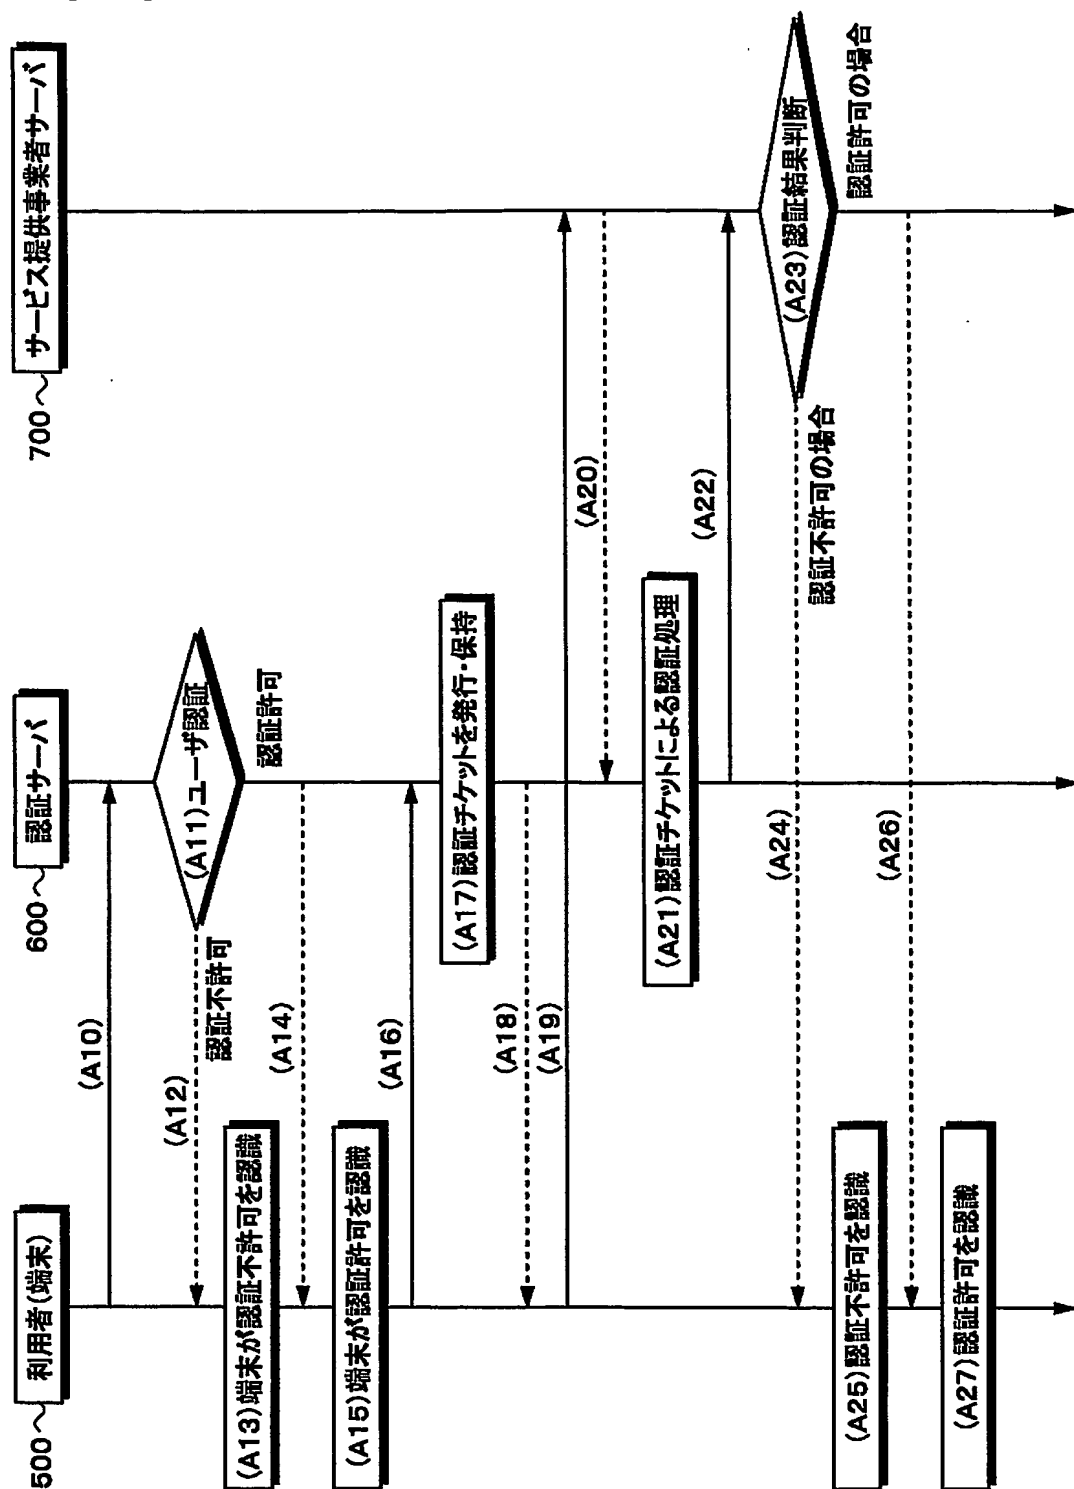 500 利用者(端末)
600 認証サーバ
700 サービス提供事業者サーバ
(A10)
(A11)ユーザ認証
認証不許可
認証許可
(A12)
(A13)端末が認証不許可を認識
(A14)
(A15)端末が認証許可を認識
(A16)
(A17)認証チケットを発行・保持
(A18)
(A19)
(A20)
(A21)認証チケットによる認証処理
(A22)
(A23)認証結果判断
認証不許可の場合
認証許可の場合
(A24)
(A25)認証不許可を認識
(A26)
(A27)認証許可を認識